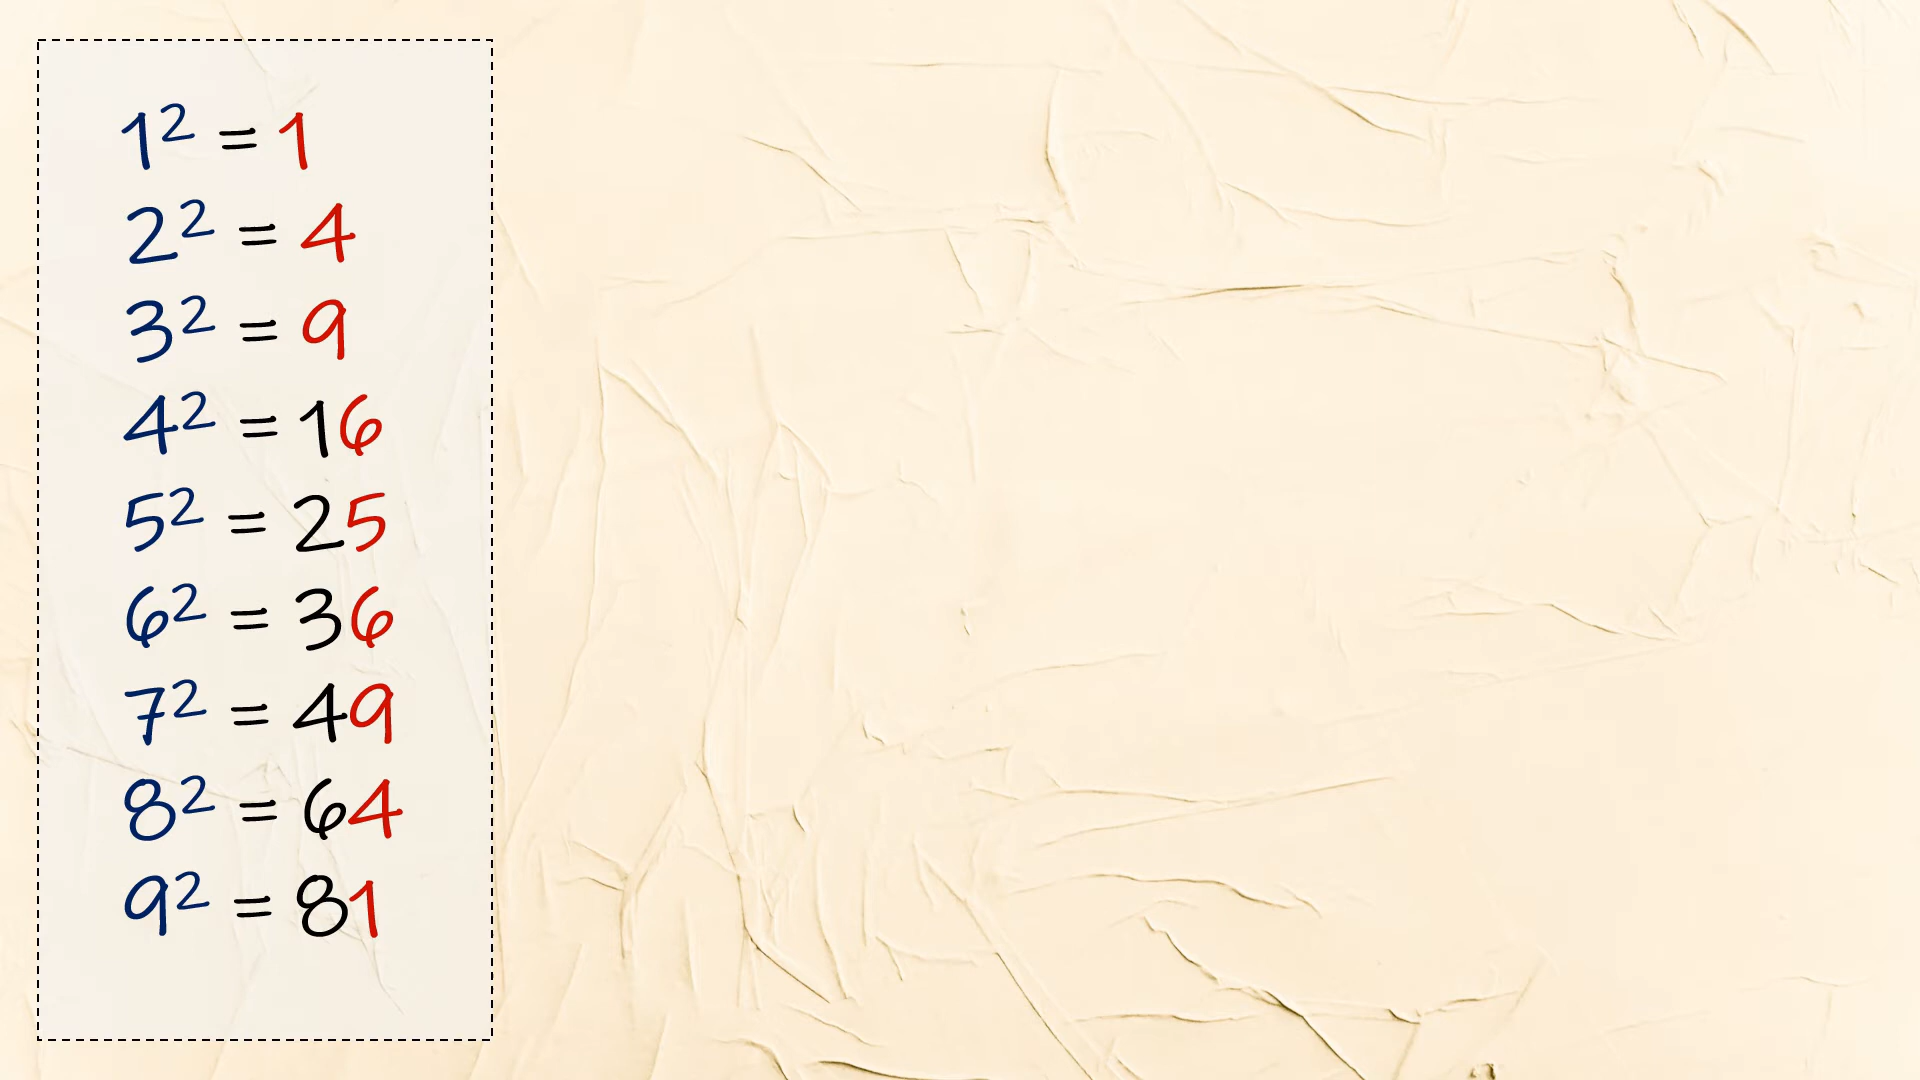 1² = 1
2² = 4
3² = 9
4² = 16
5² = 25
6² = 36
7² = 49
8² = 64
9² = 81